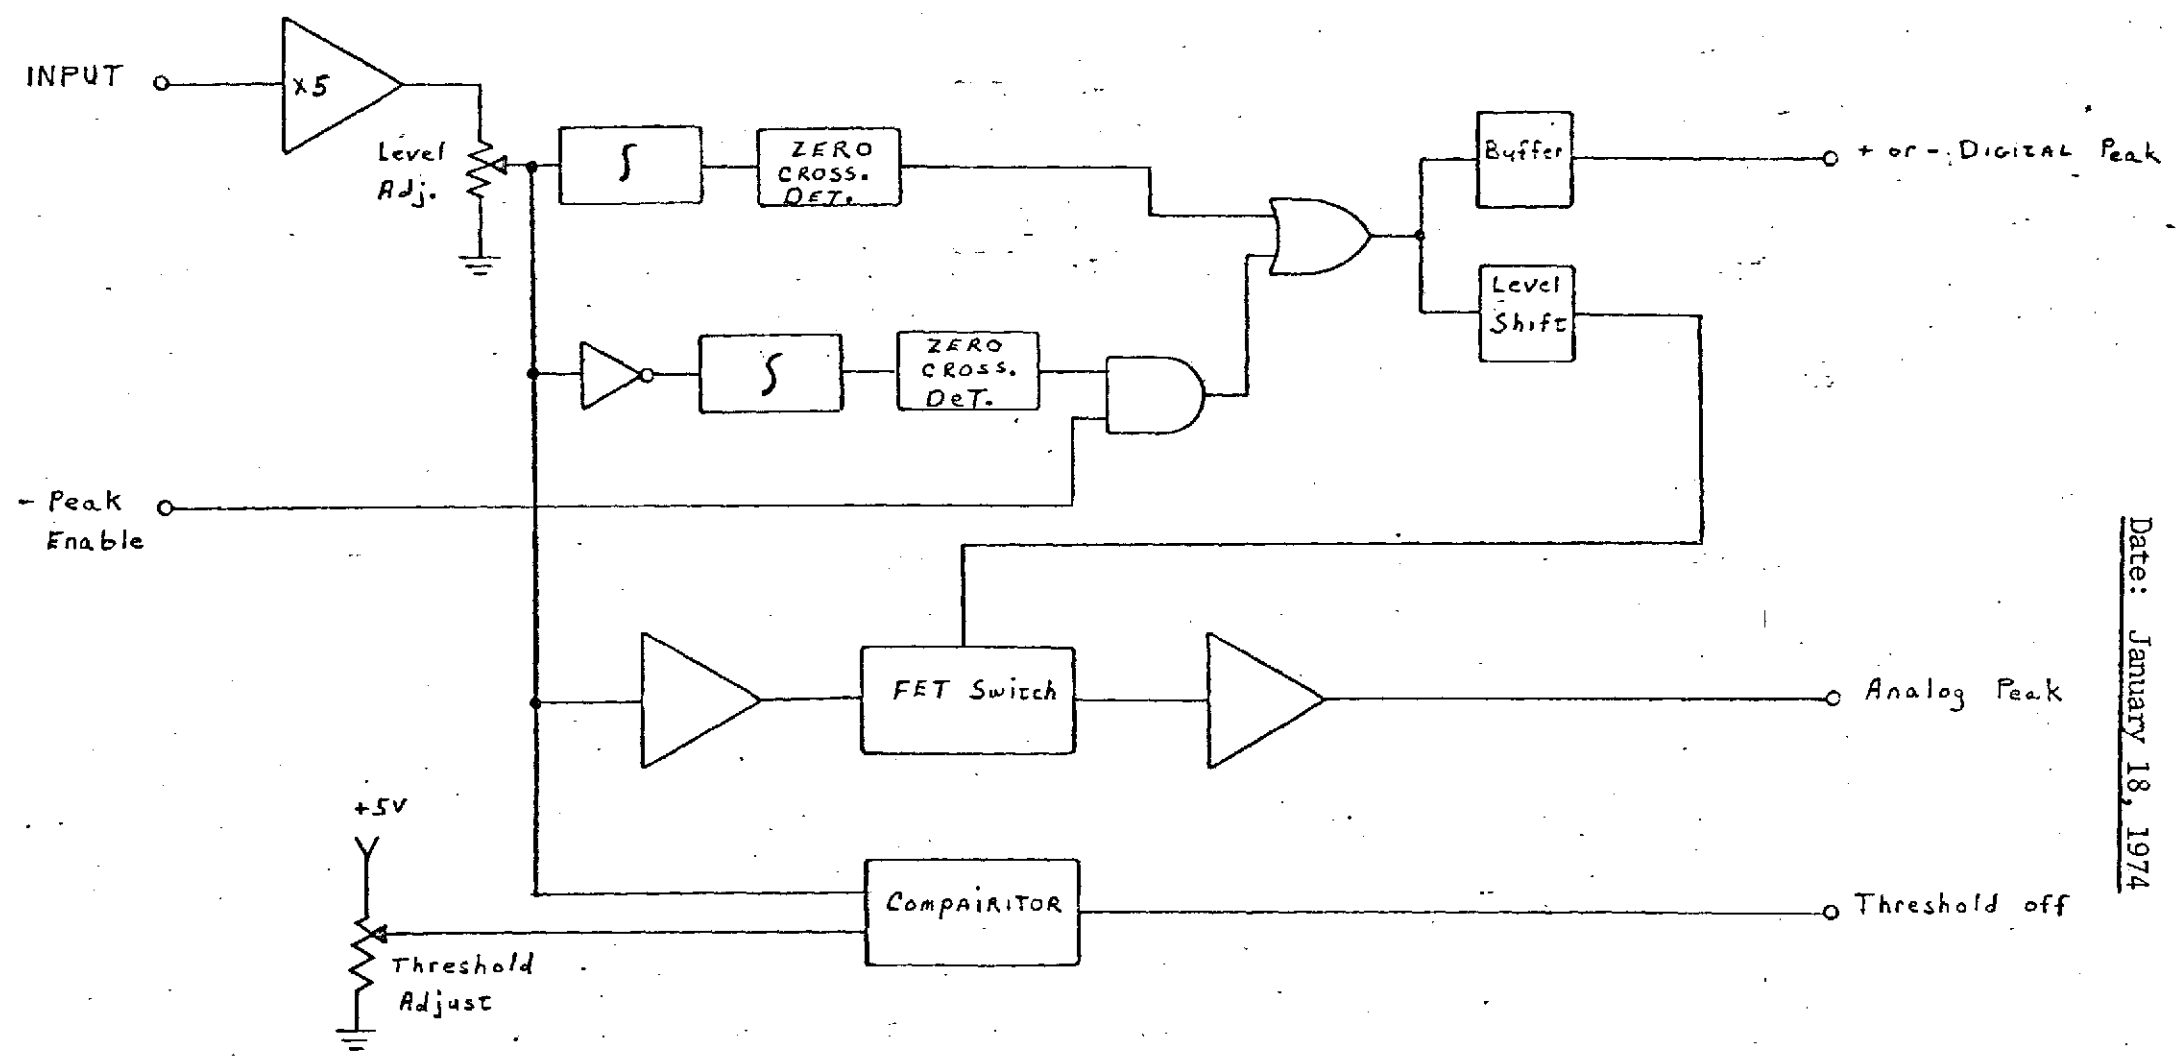 INPUT
x5
Level
Adj.
∫
ZERO
CROSS.
DET.
Buffer
+ or - DIGITAL Peak
Level
Shift
∫
ZERO
CROSS.
DeT.
- Peak
Enable
FET Switch
Analog Peak
+5V
COMPAIRITOR
Threshold off
Threshold
Adjust
Date: January 18, 1974